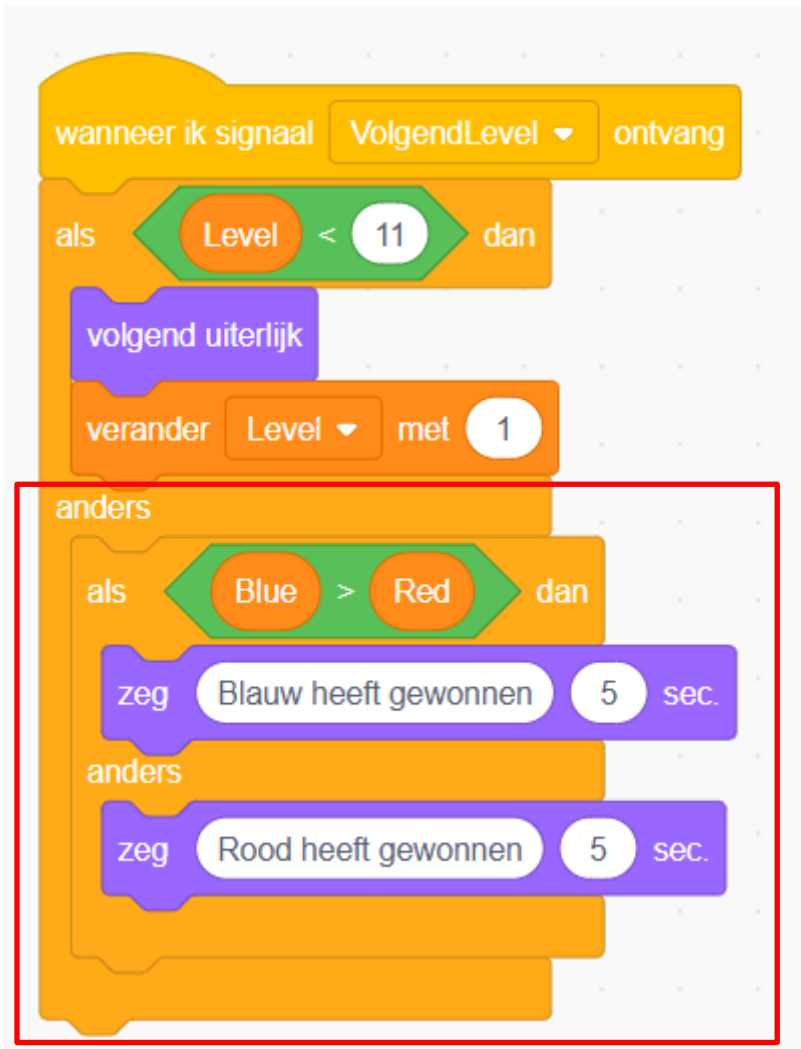 wanneer ik signaal VolgendLevel ontvang
als Level < 11 dan
volgend uiterlijk
verander Level met 1
anders
als Blue > Red dan
zeg Blauw heeft gewonnen 5 sec.
anders
zeg Rood heeft gewonnen 5 sec.